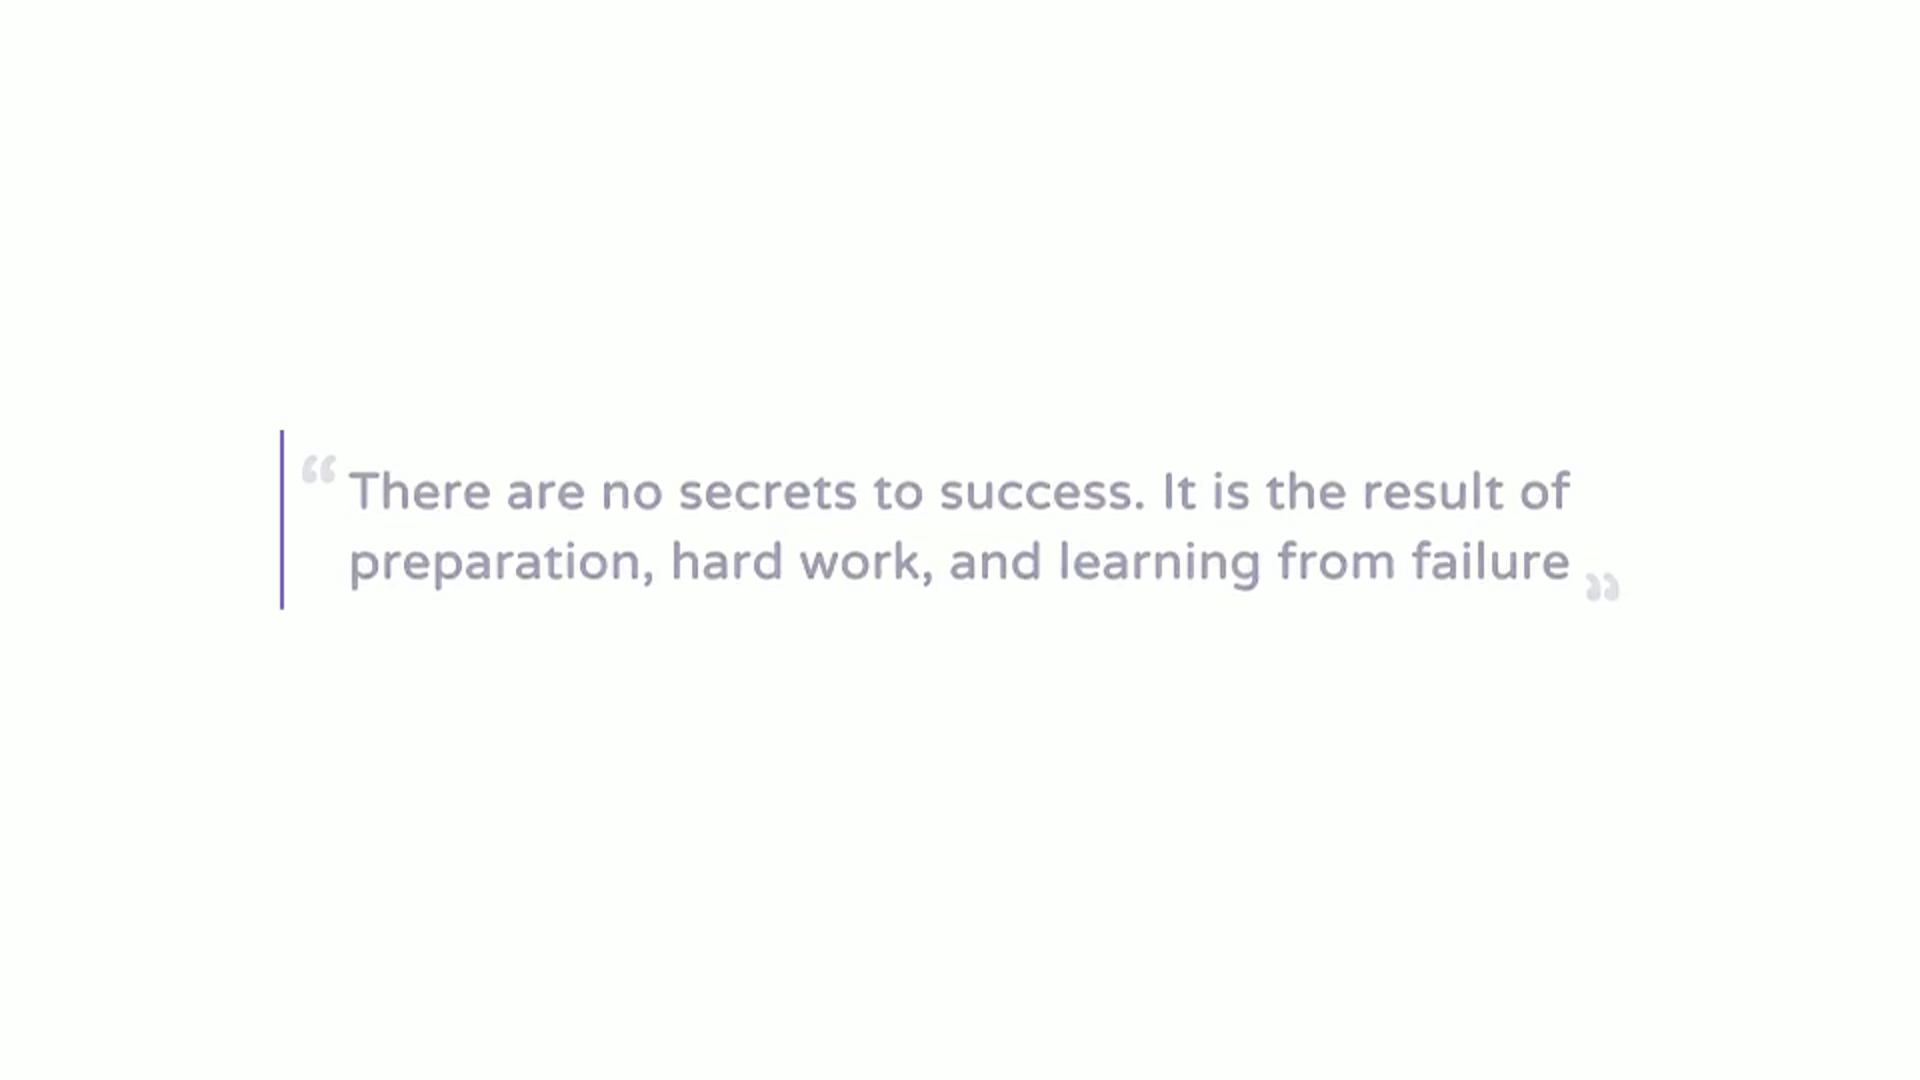 “There are no secrets to success. It is the result of
preparation, hard work, and learning from failure”